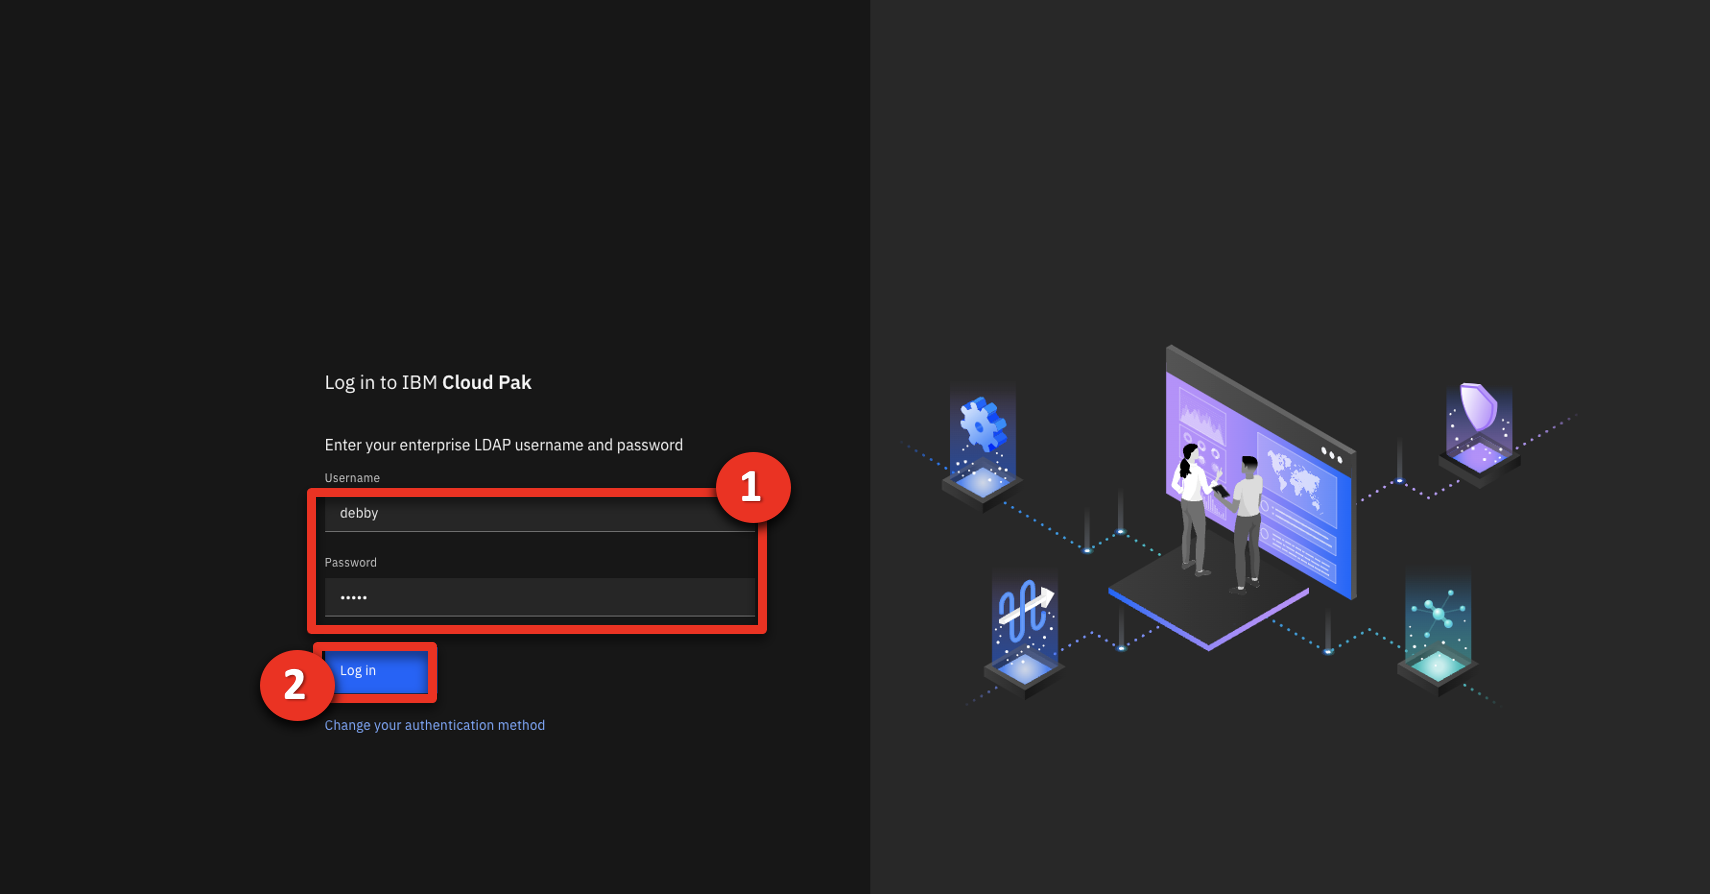 Log in to IBM Cloud Pak
Enter your enterprise LDAP username and password
Username
1
debby
Password
•••••
2
Log in
Change your authentication method